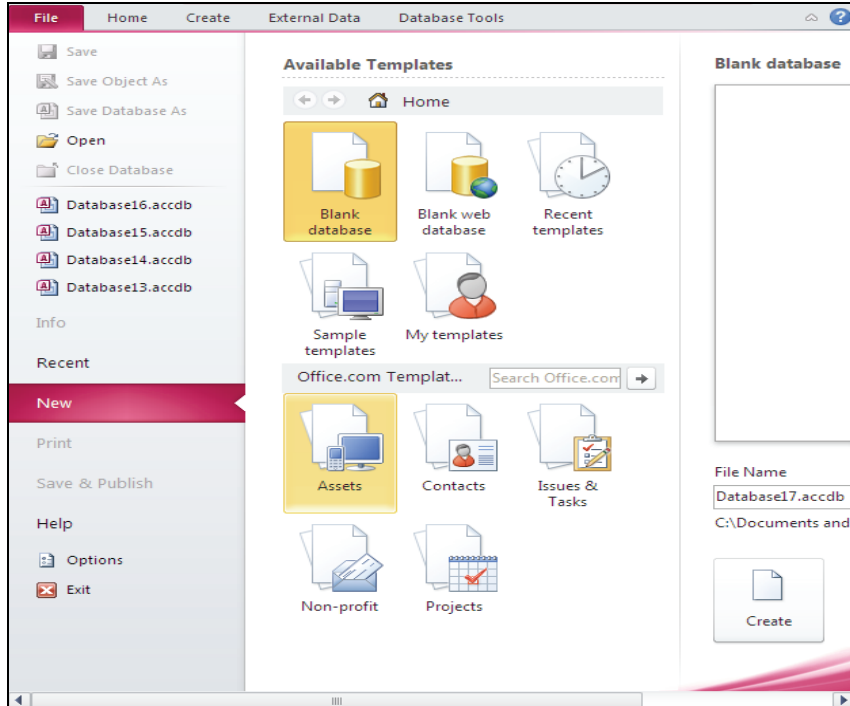 File Home Create External Data Database Tools
Save
Save Object As
Save Database As
Open
Close Database
Database16.accdb
Database15.accdb
Database14.accdb
Database13.accdb
Info
Recent
New
Print
Save & Publish
Help
Options
Exit
Available Templates
Home
Blank
database
Blank web
database
Recent
templates
Sample
templates
My templates
Office.com Templat...
Search Office.com
Assets
Contacts
Issues &
Tasks
Non-profit
Projects
Blank database
File Name
Database17.accdb
C:\Documents and
Create